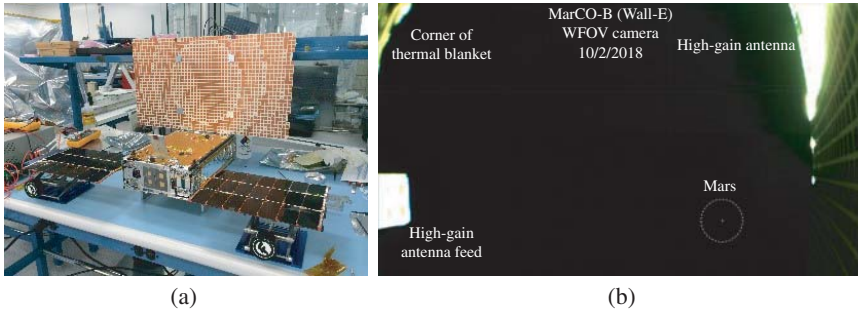 Corner of
thermal blanket
MarCO-B (Wall-E)
WFOV camera
10/2/2018
High-gain antenna
Mars
High-gain
antenna feed
(a)
(b)